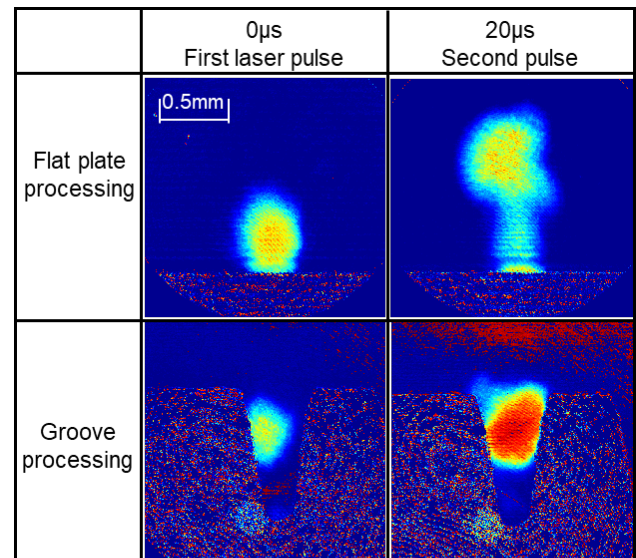 0µs
First laser pulse
20µs
Second pulse
Flat plate
processing
0.5mm
Groove
processing